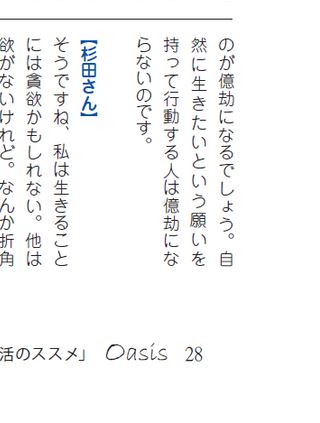 のが億劫になるでしょう。自
然に生きたいという願いを
持って行動する人は億劫にな
らないのです。
【杉田さん】
そうですね、私は生きること
には貪欲かもしれない。他は
欲がないけれど。なんか折角
活のススメ」 Oasis 28